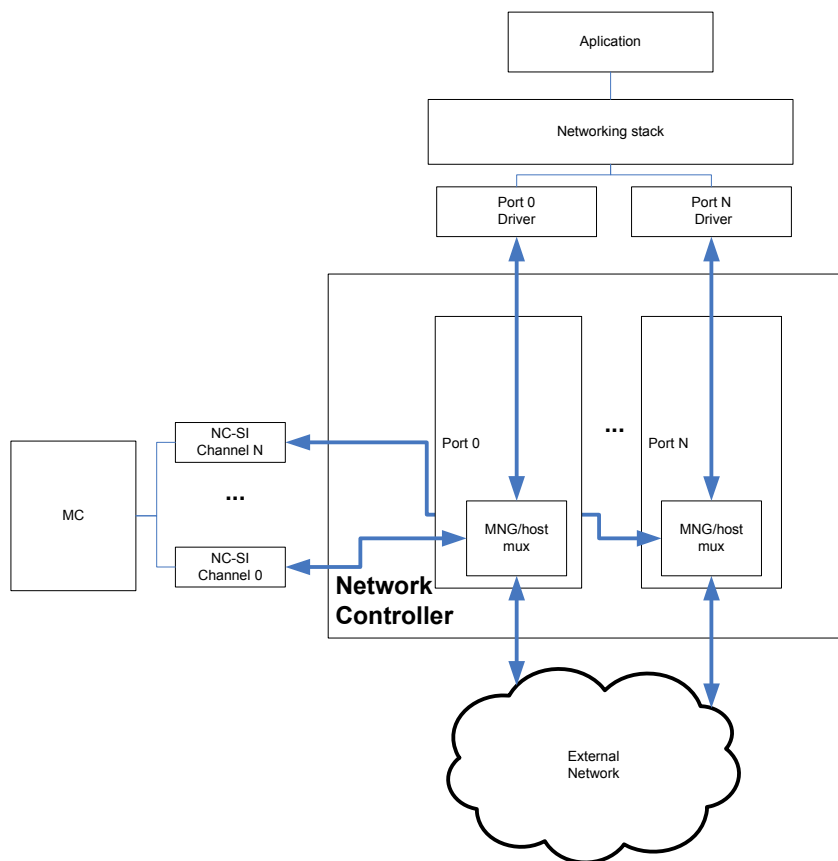 Aplication
Networking stack
Port 0
Driver
Port N
Driver
NC-SI
Channel N
...
NC-SI
Channel 0
MC
Port 0
...
Port N
MNG/host
mux
MNG/host
mux
Network
Controller
External
Network